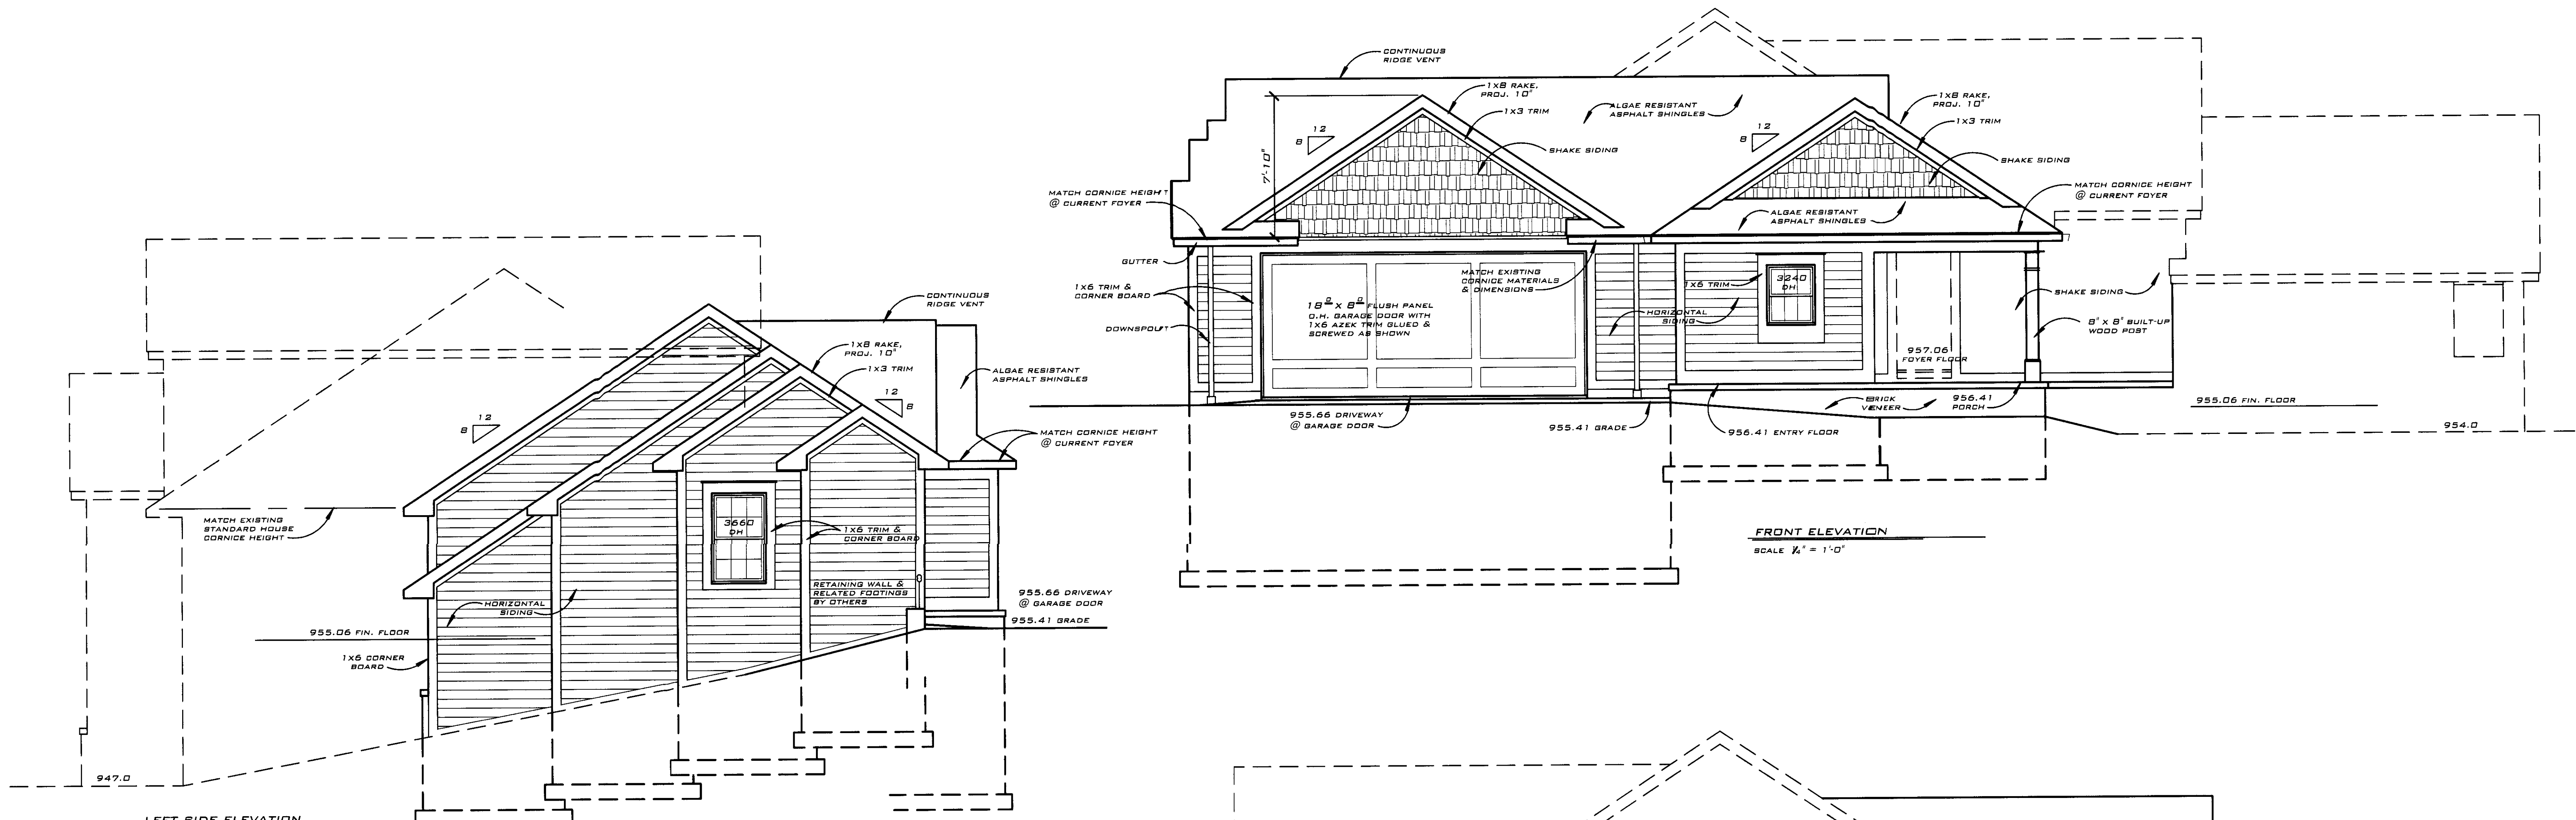 CONTINUOUS
RIDGE VENT
1X8 RAKE,
PROJ. 10"
1X3 TRIM
ALGAE RESISTANT
ASPHALT SHINGLES
12
8
7'-10"
SHAKE SIDING
12
8
1X8 RAKE,
PROJ. 10"
1X3 TRIM
SHAKE SIDING
MATCH CORNICE HEIGHT
@ CURRENT FOYER
MATCH CORNICE HEIGHT
@ CURRENT FOYER
ALGAE RESISTANT
ASPHALT SHINGLES
GUTTER
1X6 TRIM &
CORNER BOARD
DOWNSPOUT
18⁰ X 8⁰ FLUSH PANEL
O.H. GARAGE DOOR WITH
1X6 AZEK TRIM GLUED &
SCREWED AS SHOWN
MATCH EXISTING
CORNICE MATERIALS
& DIMENSIONS
1X6 TRIM
3240
DH
HORIZONTAL
SIDING
SHAKE SIDING
8" X 8" BUILT-UP
WOOD POST
957.06
FOYER FLOOR
955.66 DRIVEWAY
@ GARAGE DOOR
955.41 GRADE
BRICK
VENEER
956.41
PORCH
956.41 ENTRY FLOOR
955.06 FIN. FLOOR
954.0
FRONT ELEVATION
SCALE ¼" = 1'-0"
CONTINUOUS
RIDGE VENT
1X8 RAKE,
PROJ. 10"
1X3 TRIM
ALGAE RESISTANT
ASPHALT SHINGLES
12
8
12
8
MATCH CORNICE HEIGHT
@ CURRENT FOYER
MATCH EXISTING
STANDARD HOUSE
CORNICE HEIGHT
3660
DH
1X6 TRIM &
CORNER BOARD
RETAINING WALL &
RELATED FOOTINGS
BY OTHERS
HORIZONTAL
SIDING
955.66 DRIVEWAY
@ GARAGE DOOR
955.41 GRADE
955.06 FIN. FLOOR
1X6 CORNER
BOARD
947.0
LEFT SIDE ELEVATION